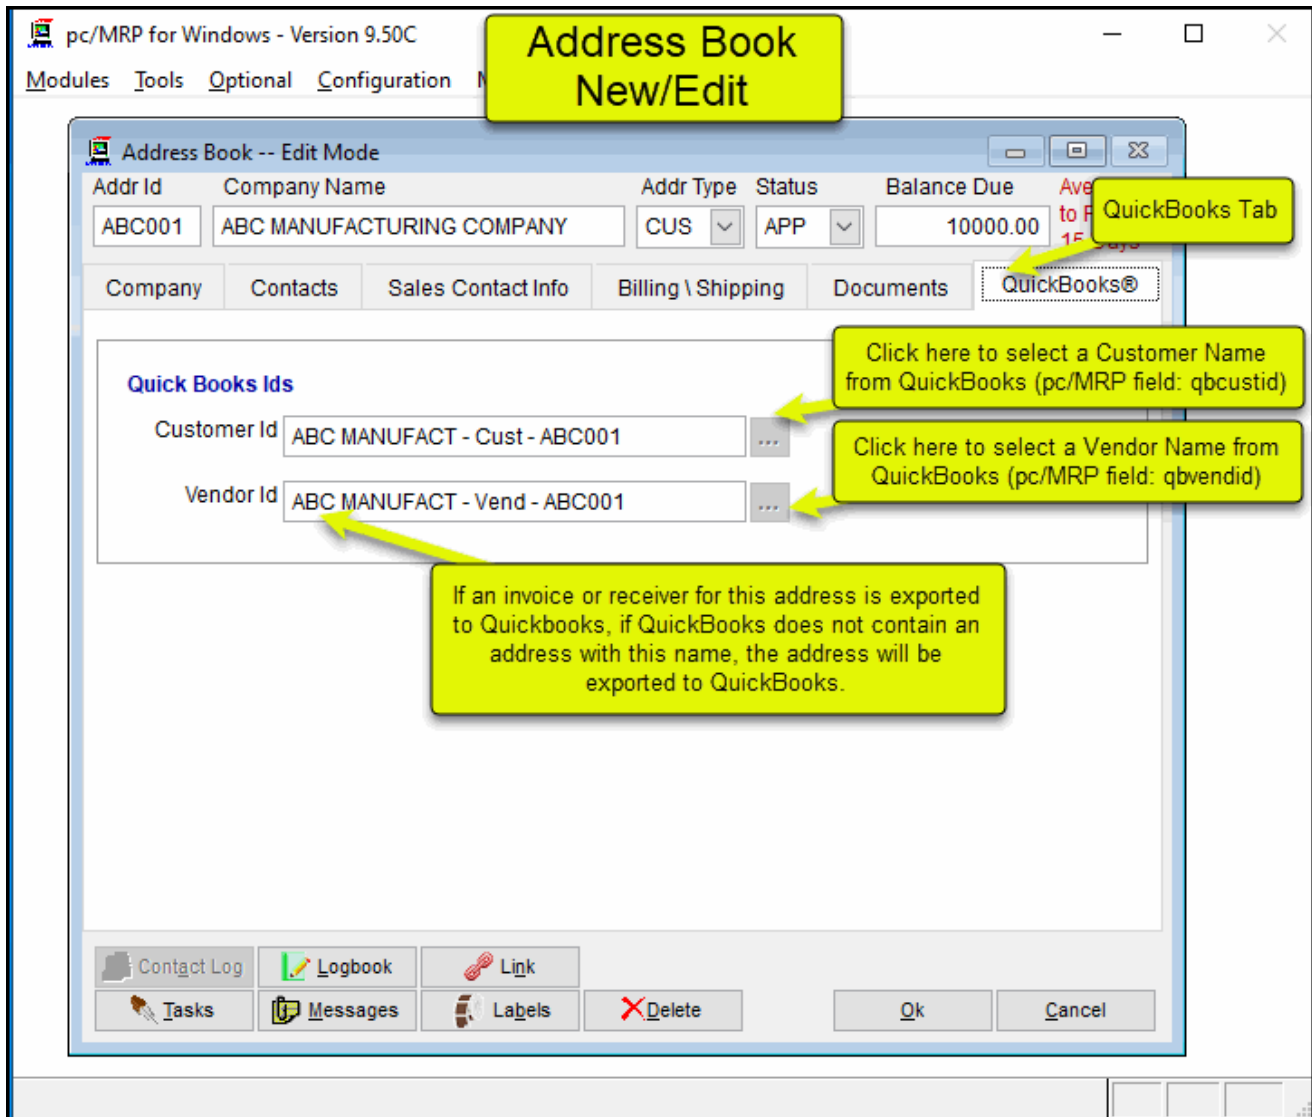 pc/MRP for Windows - Version 9.50C
Address Book
New/Edit
Modules Tools Optional Configuration
Address Book -- Edit Mode
Addr Id Company Name Addr Type Status Balance Due
ABC001 ABC MANUFACTURING COMPANY CUS APP 10000.00
QuickBooks Tab
Company Contacts Sales Contact Info Billing \ Shipping Documents QuickBooks®
Quick Books Ids
Click here to select a Customer Name
from QuickBooks (pc/MRP field: qbcustid)
Customer Id ABC MANUFACT - Cust - ABC001 ...
Click here to select a Vendor Name from
QuickBooks (pc/MRP field: qbvendid)
Vendor Id ABC MANUFACT - Vend - ABC001 ...
If an invoice or receiver for this address is exported
to Quickbooks, if QuickBooks does not contain an
address with this name, the address will be
exported to QuickBooks.
Contact Log Logbook Link
Tasks Messages Labels Delete Ok Cancel